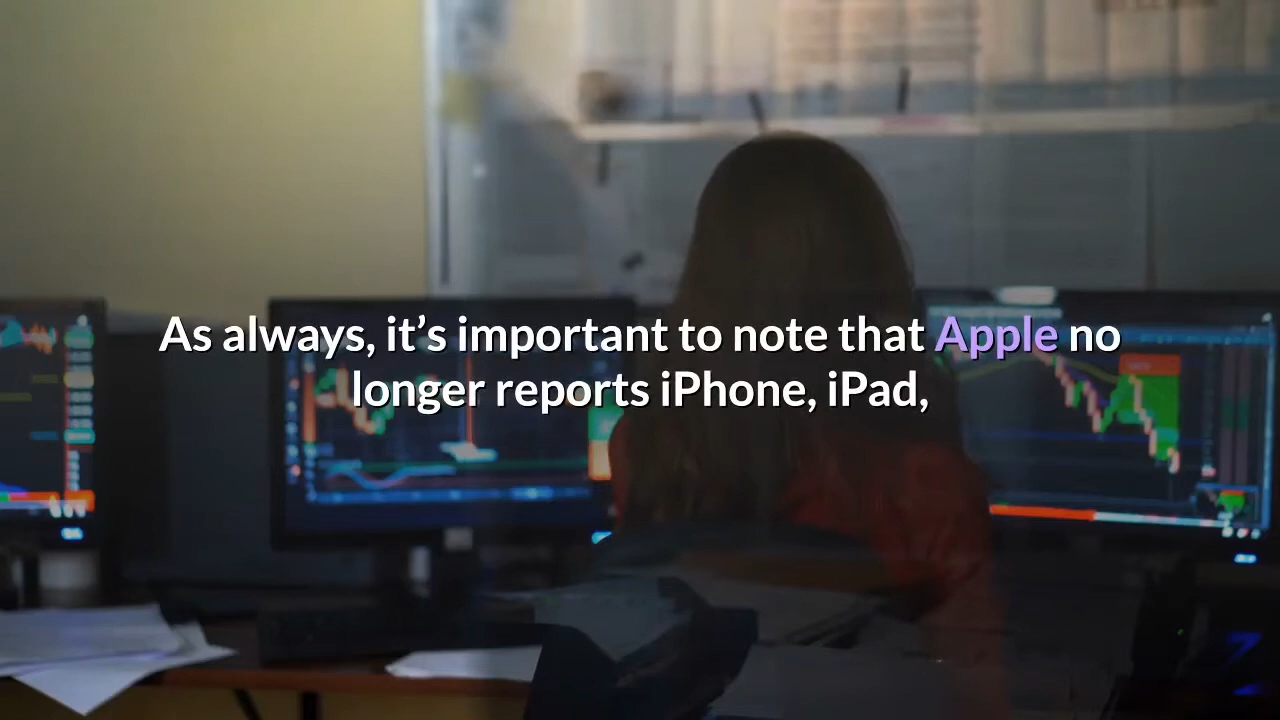 As always, it’s important to note that Apple no
longer reports iPhone, iPad,